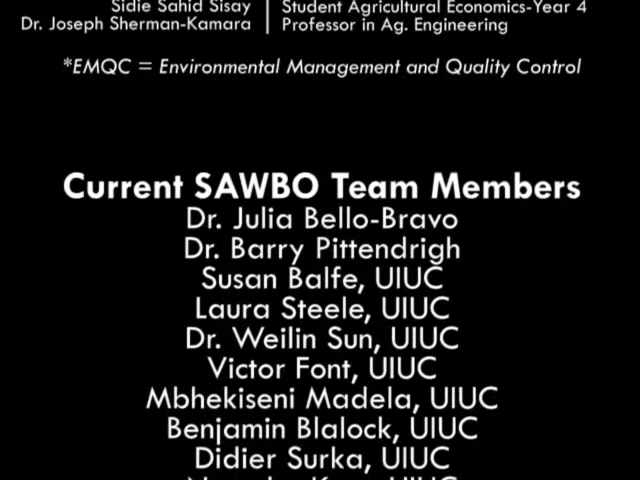 Sidie Sahid Sisay | Student Agricultural Economics-Year 4
Dr. Joseph Sherman-Kamara | Professor in Ag. Engineering
*EMQC = Environmental Management and Quality Control
Current SAWBO Team Members
Dr. Julia Bello-Bravo
Dr. Barry Pittendrigh
Susan Balfe, UIUC
Laura Steele, UIUC
Dr. Weilin Sun, UIUC
Victor Font, UIUC
Mbhekiseni Madela, UIUC
Benjamin Blalock, UIUC
Didier Surka, UIUC